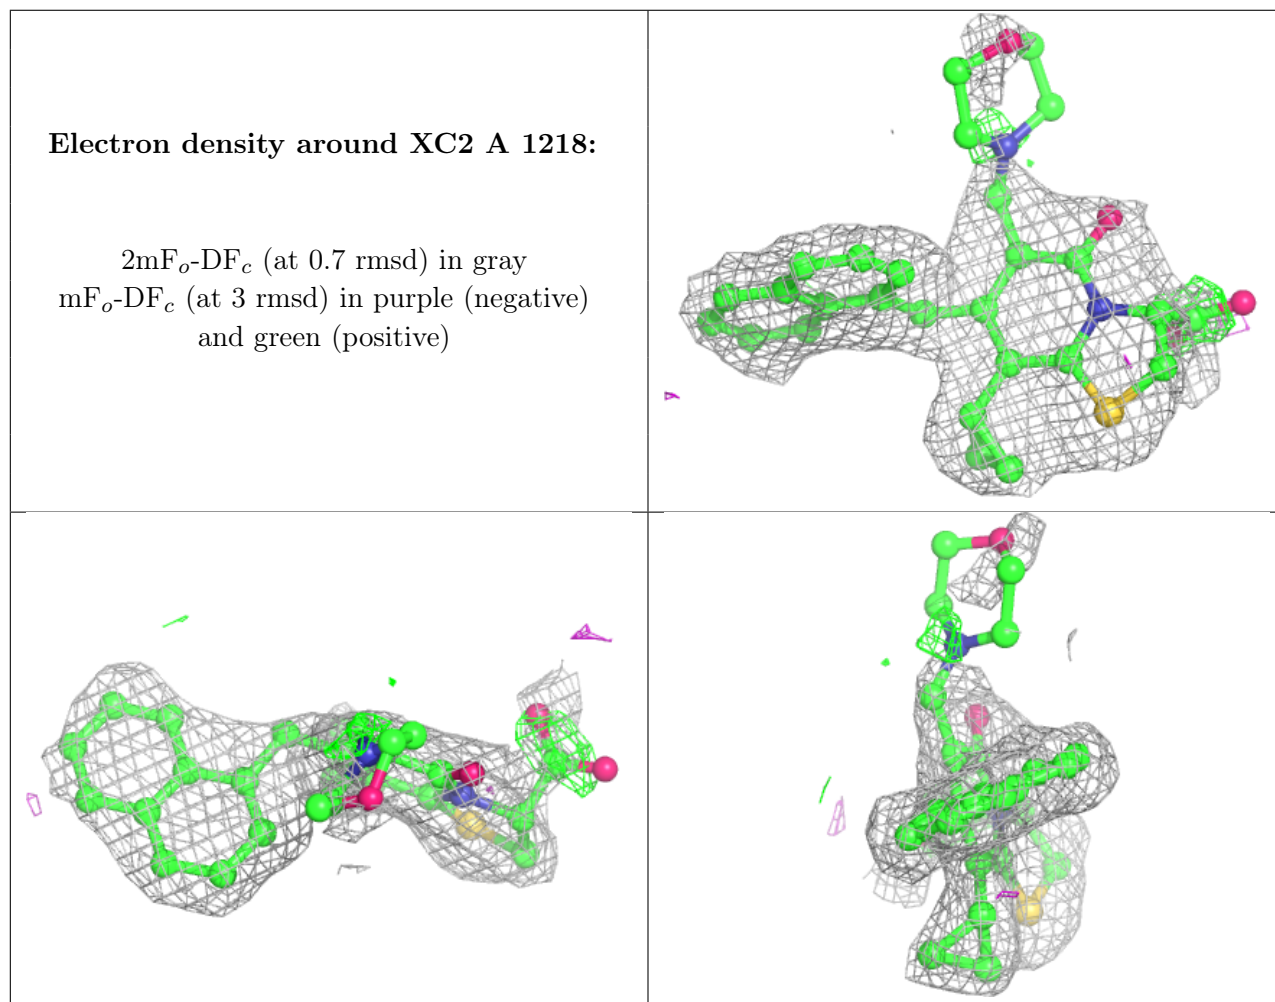 Electron density around XC2 A 1218:
2mFo-DFc (at 0.7 rmsd) in gray
mFo-DFc (at 3 rmsd) in purple (negative)
and green (positive)